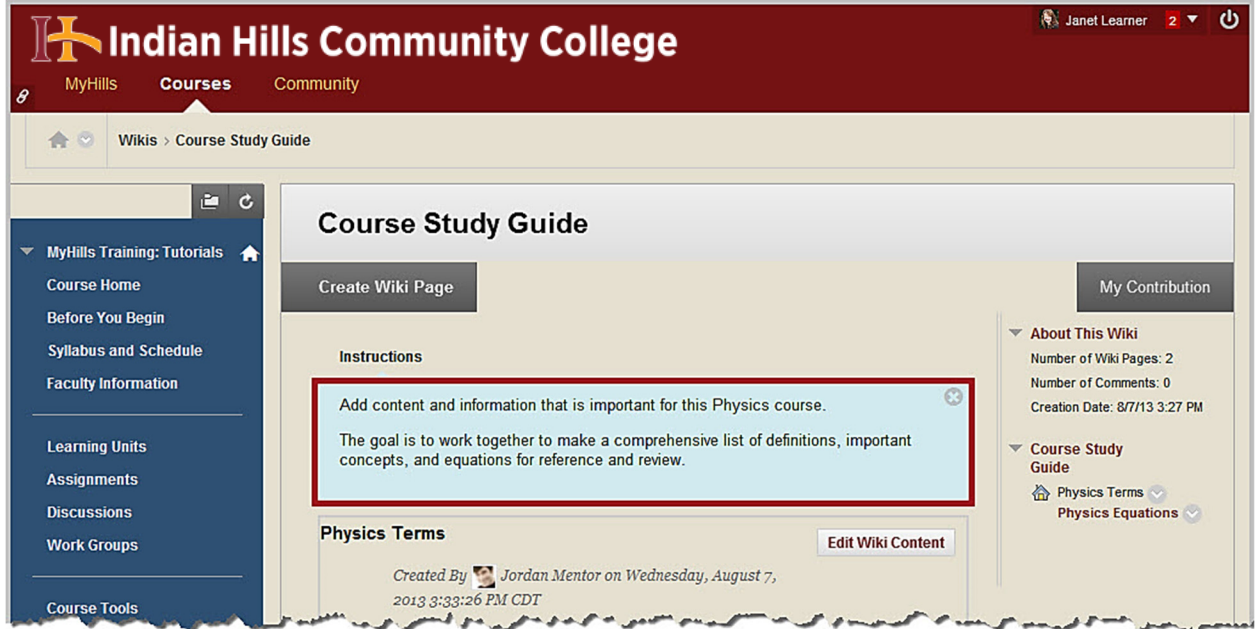 Indian Hills Community College
Janet Learner 2
MyHills Courses Community
Wikis > Course Study Guide
Course Study Guide
MyHills Training: Tutorials
Course Home
Before You Begin
Syllabus and Schedule
Faculty Information
Learning Units
Assignments
Discussions
Work Groups
Course Tools
Create Wiki Page
My Contribution
Instructions
Add content and information that is important for this Physics course.
The goal is to work together to make a comprehensive list of definitions, important
concepts, and equations for reference and review.
Physics Terms
Edit Wiki Content
Created By Jordan Mentor on Wednesday, August 7,
2013 3:33:26 PM CDT
About This Wiki
Number of Wiki Pages: 2
Number of Comments: 0
Creation Date: 8/7/13 3:27 PM
Course Study
Guide
Physics Terms
Physics Equations